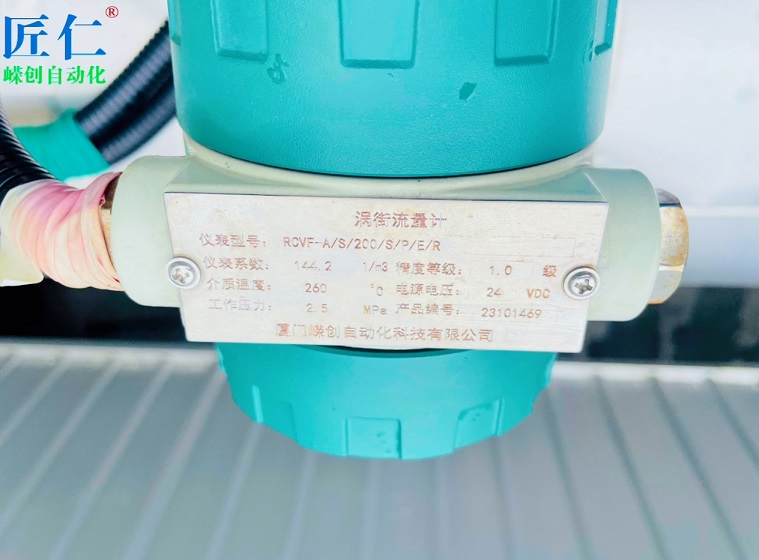 匠仁®
嵘创自动化
涡街流量计
仪表型号: RCVF-A/S/200/S/P/E/R
仪表系数: 144.2 1/m3 精度等级: 1.0 级
介质温度: 260 °C 电源电压: 24 VDC
工作压力: 2.5 MPa 产品编号: 23101469
厦门嵘创自动化科技有限公司